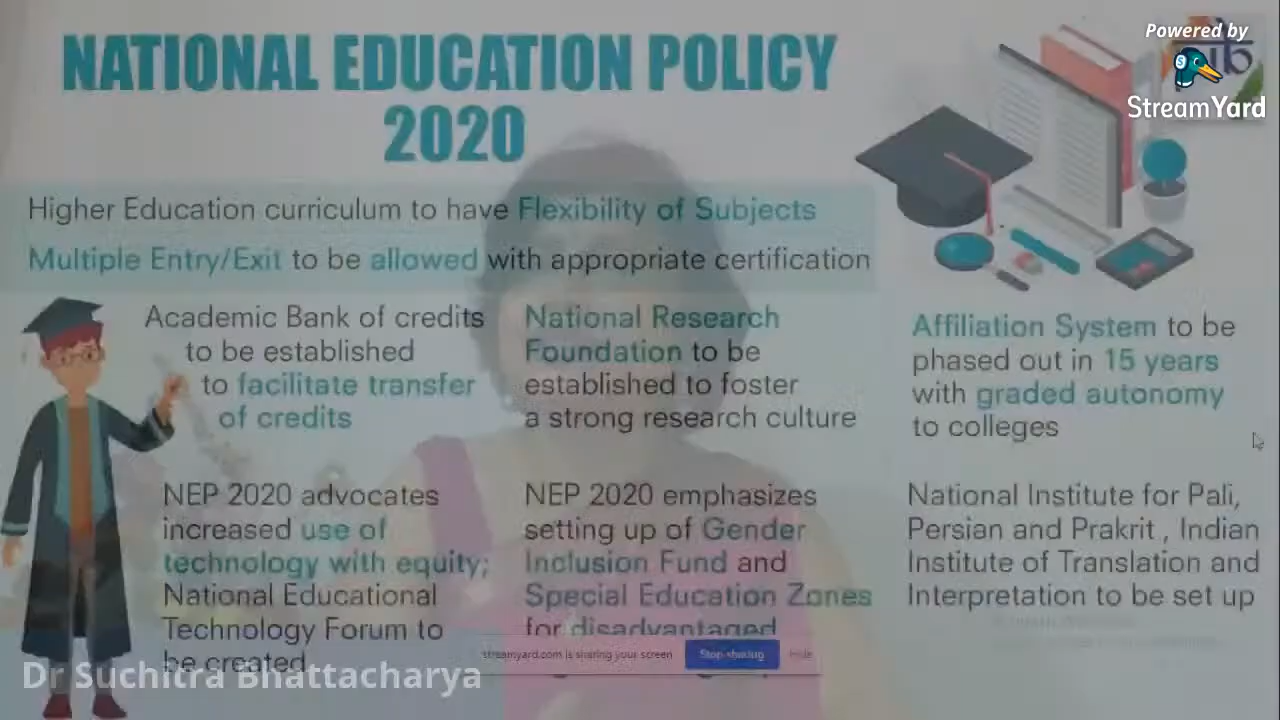 NATIONAL EDUCATION POLICY
2020
Powered by
StreamYard
Higher Education curriculum to have Flexibility of Subjects
Multiple Entry/Exit to be allowed with appropriate certification
Academic Bank of credits
to be established
to facilitate transfer
of credits
National Research
Foundation to be
established to foster
a strong research culture
Affiliation System to be
phased out in 15 years
with graded autonomy
to colleges
NEP 2020 advocates
increased use of
technology with equity;
National Educational
Technology Forum to
be created
NEP 2020 emphasizes
setting up of Gender
Inclusion Fund and
Special Education Zones
for disadvantaged
National Institute for Pali,
Persian and Prakrit , Indian
Institute of Translation and
Interpretation to be set up
streamyard.com is sharing your screen
Stop sharing
Hide
Dr Suchitra Bhattacharya